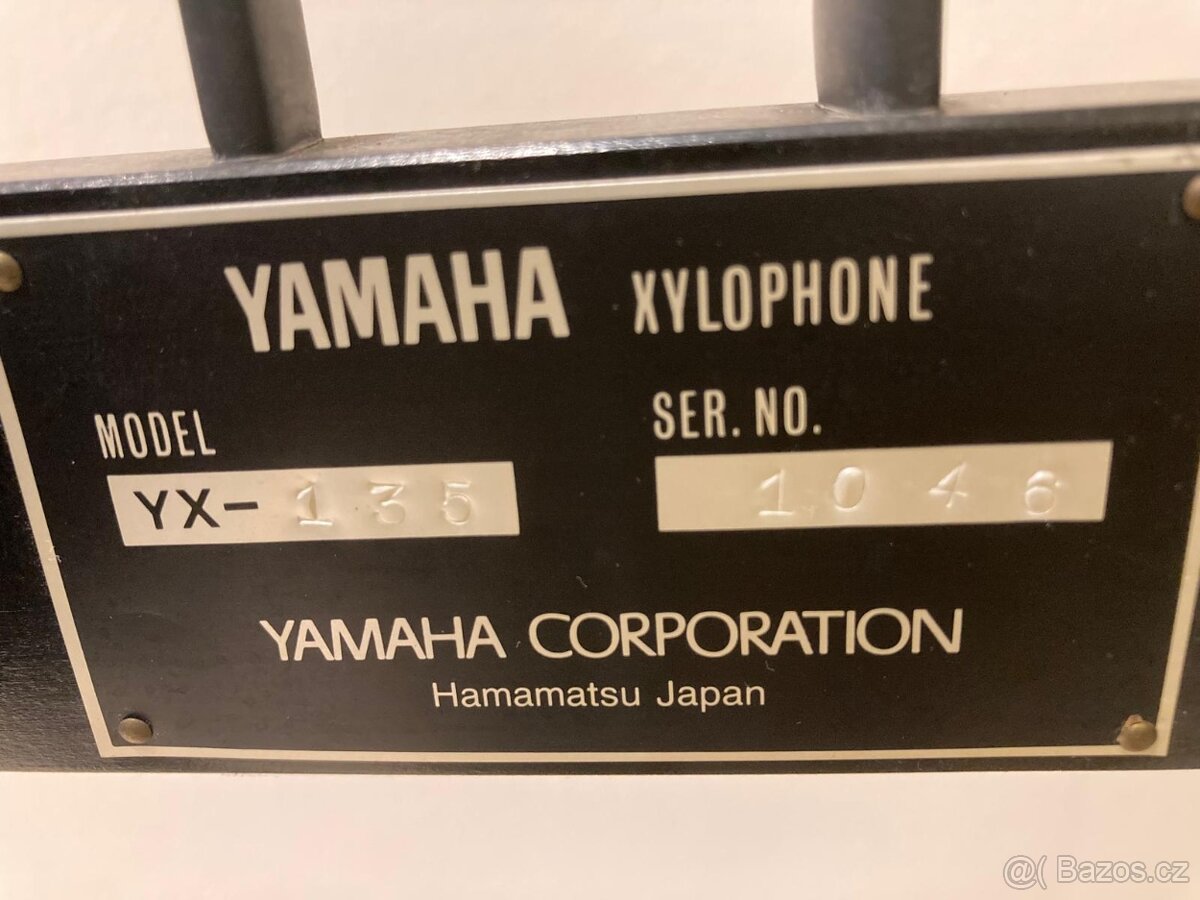 YAMAHA XYLOPHONE
MODEL SER. NO.
YX-135 1046
YAMAHA CORPORATION
Hamamatsu Japan
@( Bazos.cz